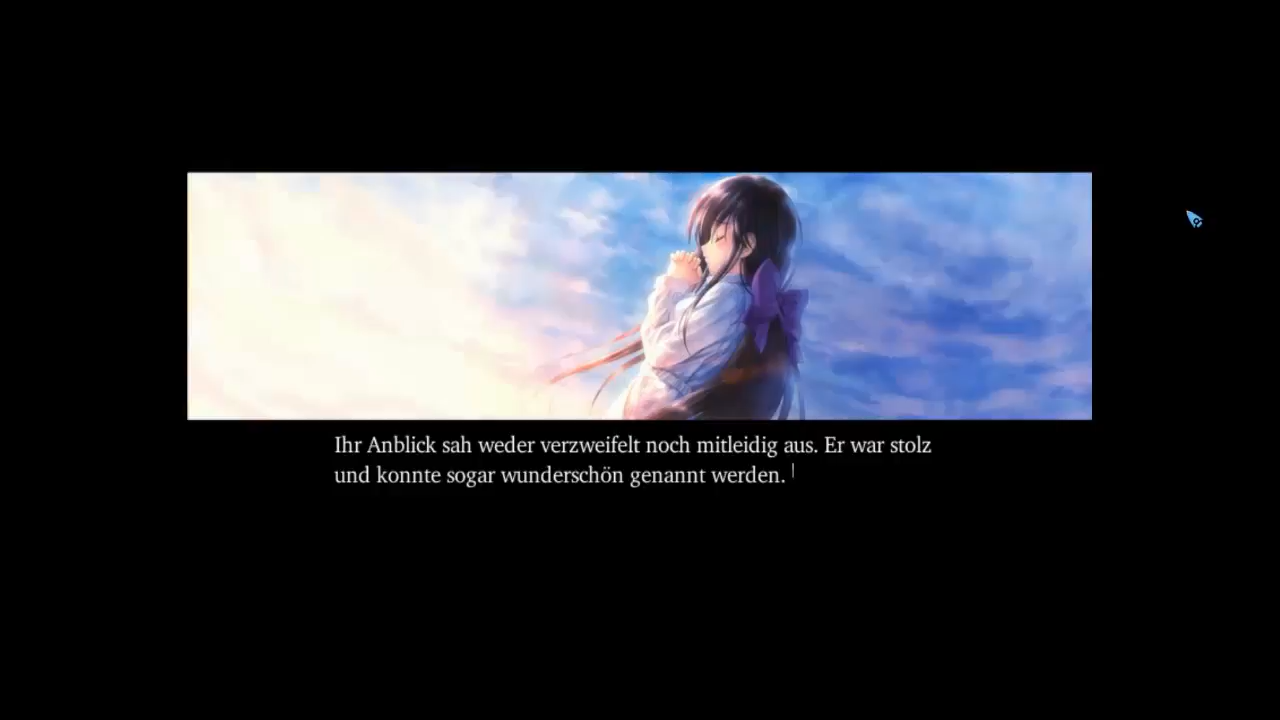 Ihr Anblick sah weder verzweifelt noch mitleidig aus. Er war stolz
und konnte sogar wunderschön genannt werden.